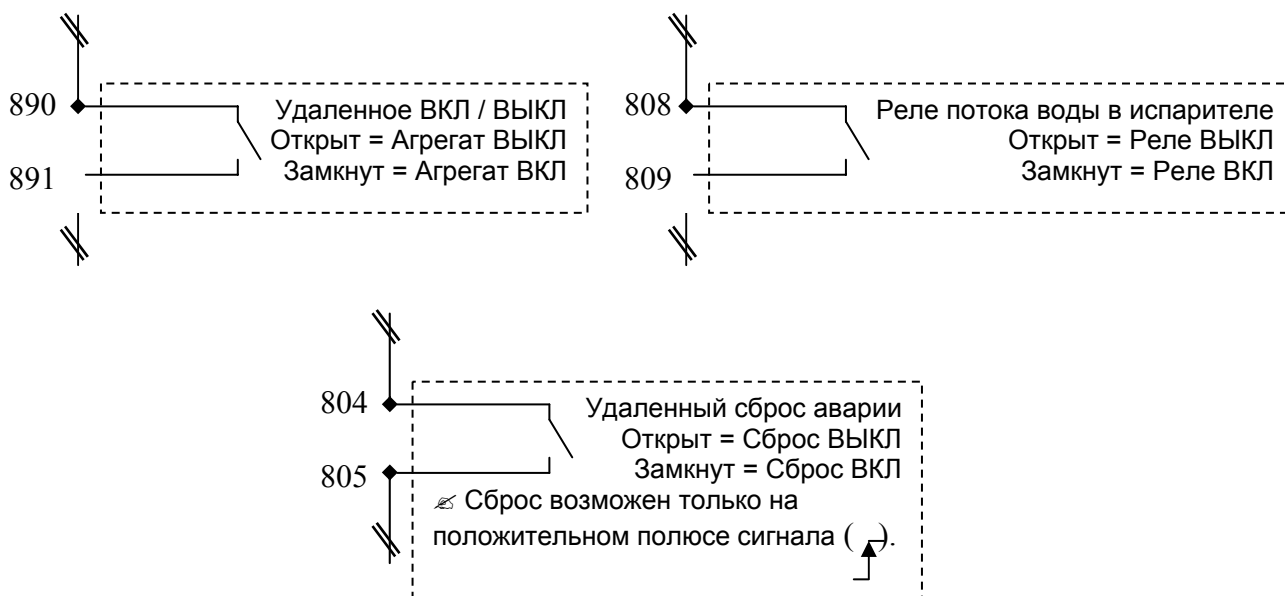 890
Удаленное ВКЛ / ВЫКЛ
Открыт = Агрегат ВЫКЛ
Замкнут = Агрегат ВКЛ
891
808
Реле потока воды в испарителе
Открыт = Реле ВЫКЛ
Замкнут = Реле ВКЛ
809
804
Удаленный сброс аварии
Открыт = Сброс ВЫКЛ
Замкнут = Сброс ВКЛ
805
✍ Сброс возможен только на
положительном полюсе сигнала ( ).